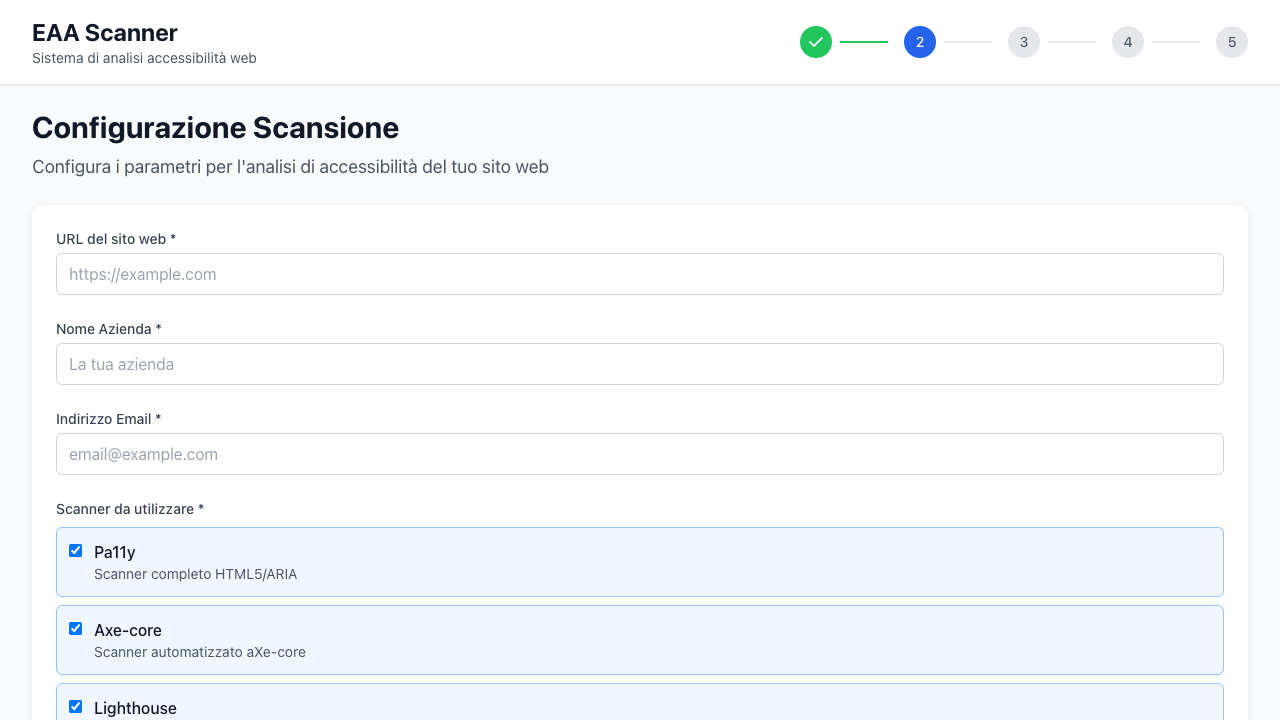 EAA Scanner
Sistema di analisi accessibilità web
2
3
4
5
Configurazione Scansione
Configura i parametri per l'analisi di accessibilità del tuo sito web
URL del sito web *
https://example.com
Nome Azienda *
La tua azienda
Indirizzo Email *
email@example.com
Scanner da utilizzare *
Pa11y
Scanner completo HTML5/ARIA
Axe-core
Scanner automatizzato aXe-core
Lighthouse